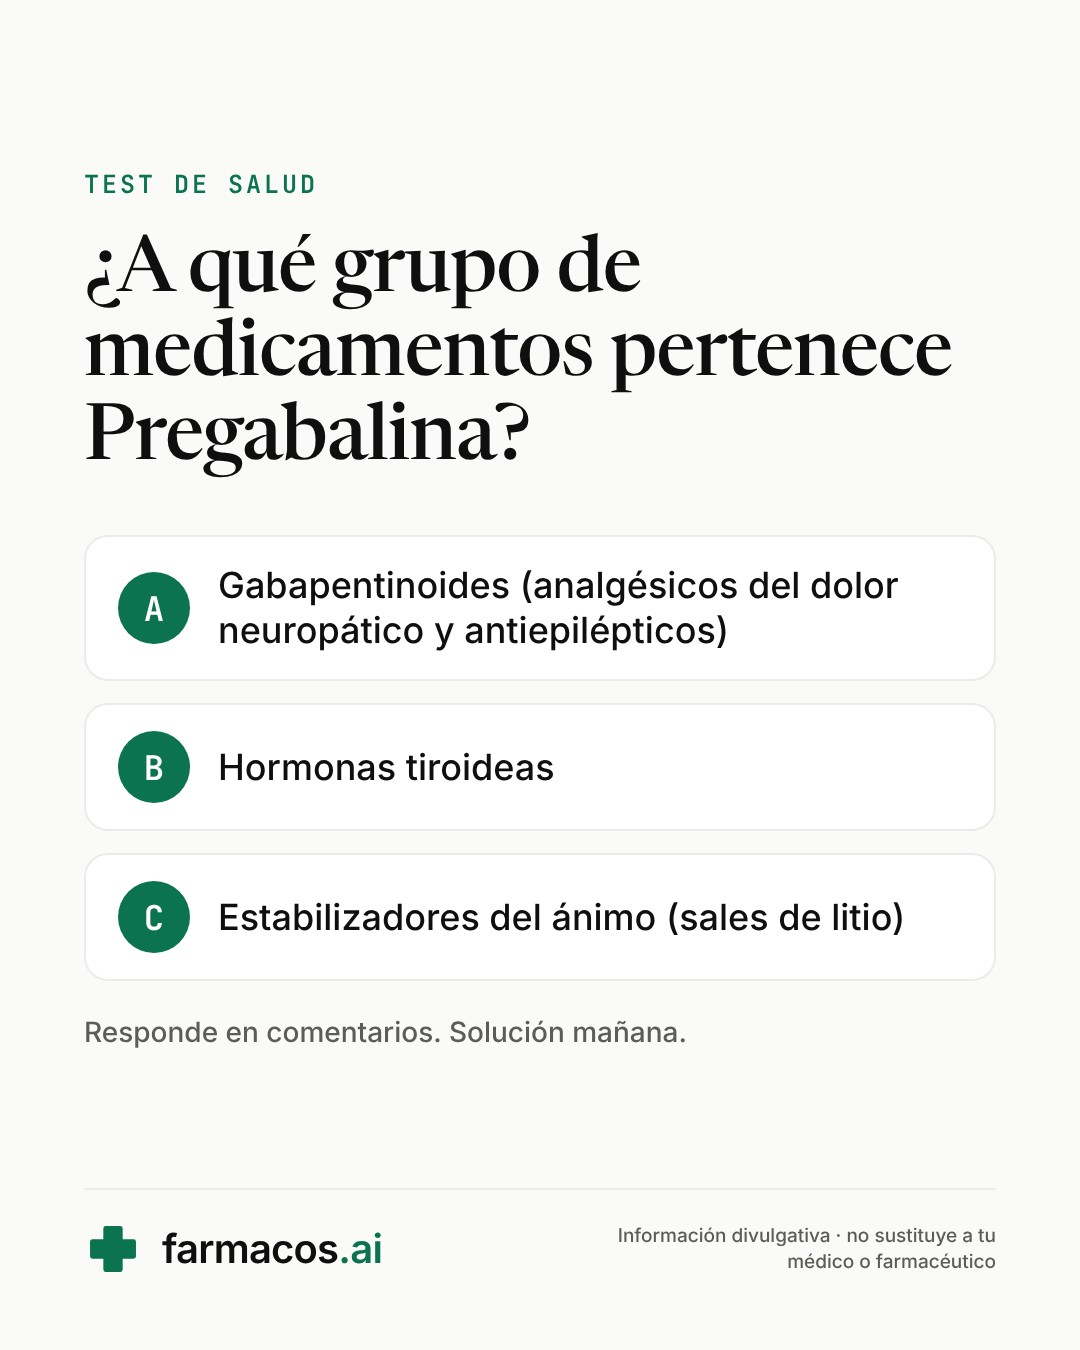 TEST DE SALUD
¿A qué grupo de
medicamentos pertenece
Pregabalina?
A
Gabapentinoides (analgésicos del dolor
neuropático y antiepilépticos)
B
Hormonas tiroideas
C
Estabilizadores del ánimo (sales de litio)
Responde en comentarios. Solución mañana.
farmacos.ai
Información divulgativa · no sustituye a tu
médico o farmacéutico